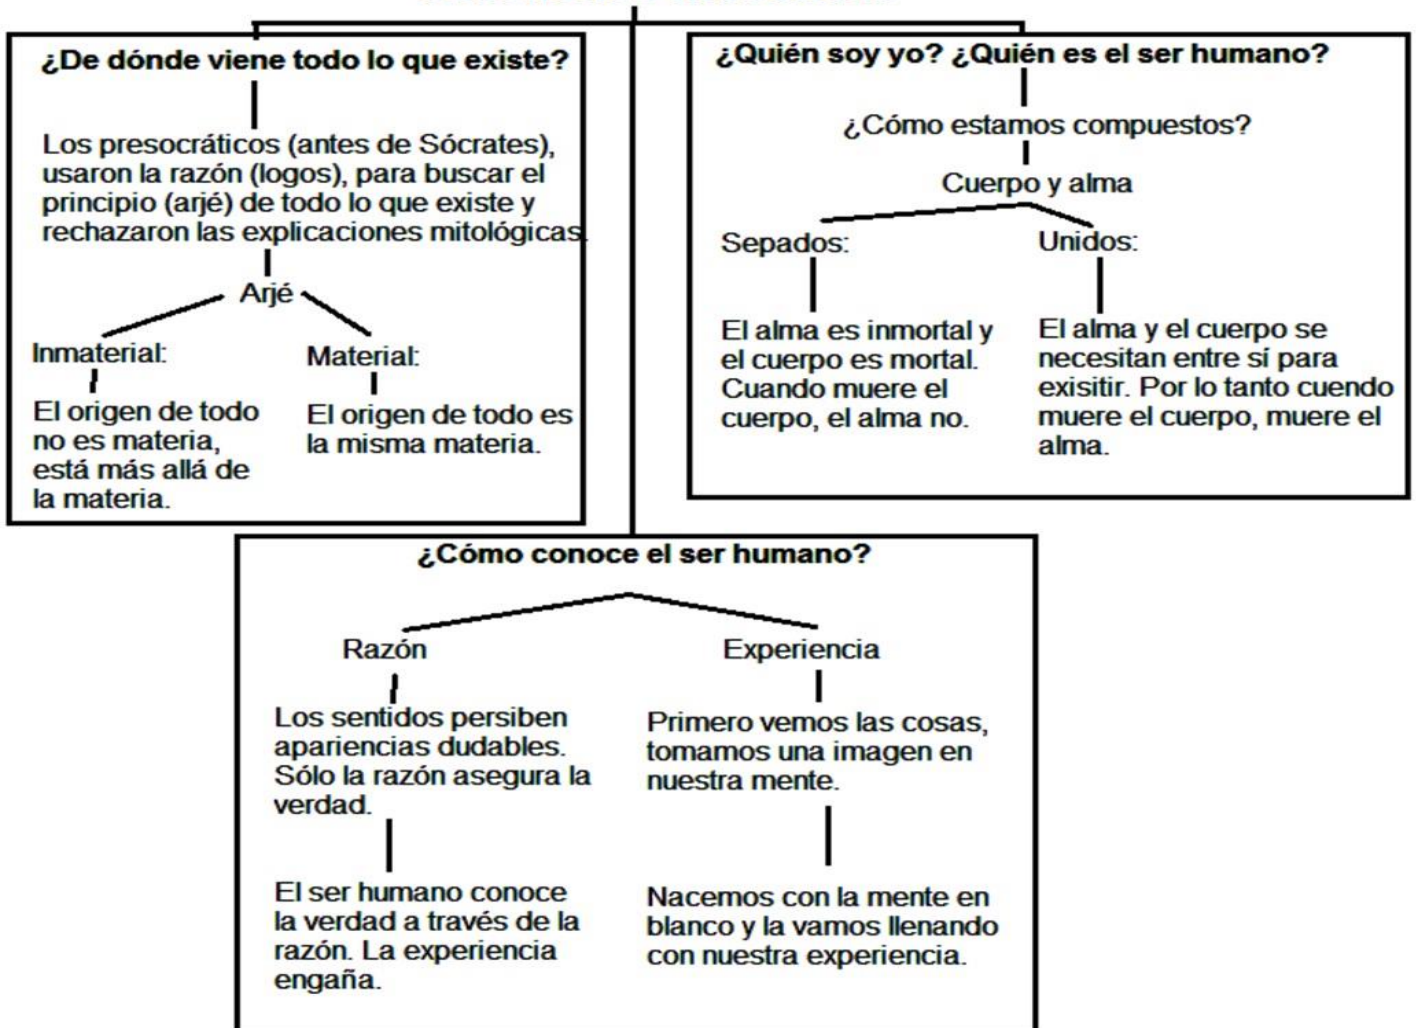 ¿De dónde viene todo lo que existe?
Los presocráticos (antes de Sócrates),
usaron la razón (logos), para buscar el
principio (arjé) de todo lo que existe y
rechazaron las explicaciones mitológicas.
Arjé
Inmaterial:
El origen de todo
no es materia,
está más allá de
la materia.
Material:
El origen de todo es
la misma materia.
¿Quién soy yo? ¿Quién es el ser humano?
¿Cómo estamos compuestos?
Cuerpo y alma
Sepados:
El alma es inmortal y
el cuerpo es mortal.
Cuando muere el
cuerpo, el alma no.
Unidos:
El alma y el cuerpo se
necesitan entre sí para
exisitir. Por lo tanto cuendo
muere el cuerpo, muere el
alma.
¿Cómo conoce el ser humano?
Razón
Los sentidos persiben
apariencias dudables.
Sólo la razón asegura la
verdad.
El ser humano conoce
la verdad a través de la
razón. La experiencia
engaña.
Experiencia
Primero vemos las cosas,
tomamos una imagen en
nuestra mente.
Nacemos con la mente en
blanco y la vamos llenando
con nuestra experiencia.